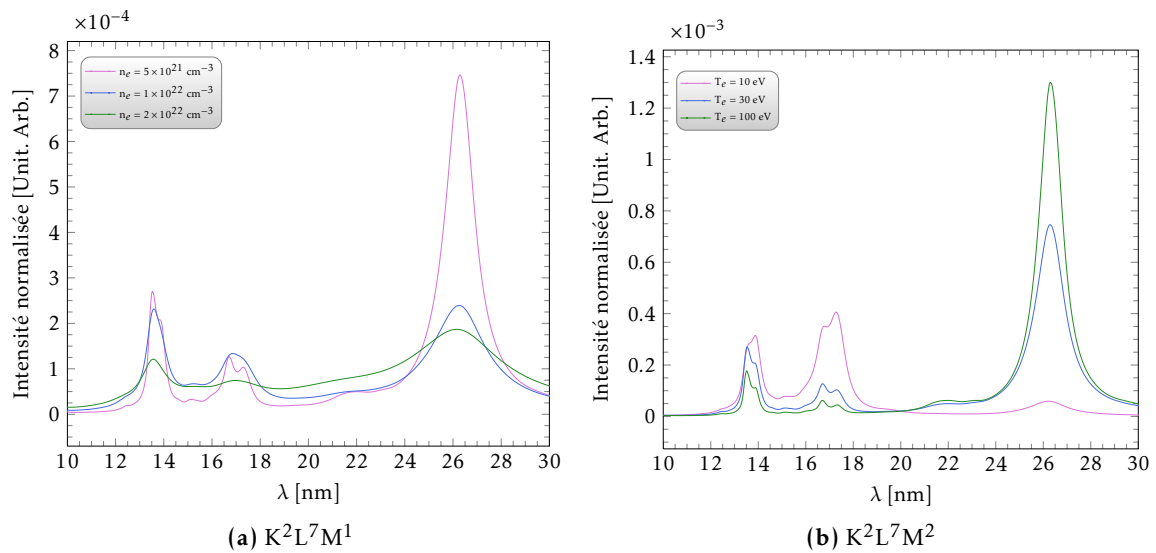 ×10⁻⁴
Intensité normalisée [Unit. Arb.]
8
7
6
5
4
3
2
1
0
nₑ = 5×10²¹ cm⁻³
nₑ = 1×10²² cm⁻³
nₑ = 2×10²² cm⁻³
10 12 14 16 18 20 22 24 26 28 30
λ [nm]
(a) K²L⁷M¹
×10⁻³
Intensité normalisée [Unit. Arb.]
1.4
1.2
1.0
0.8
0.6
0.4
0.2
0
Tₑ = 10 eV
Tₑ = 30 eV
Tₑ = 100 eV
10 12 14 16 18 20 22 24 26 28 30
λ [nm]
(b) K²L⁷M²